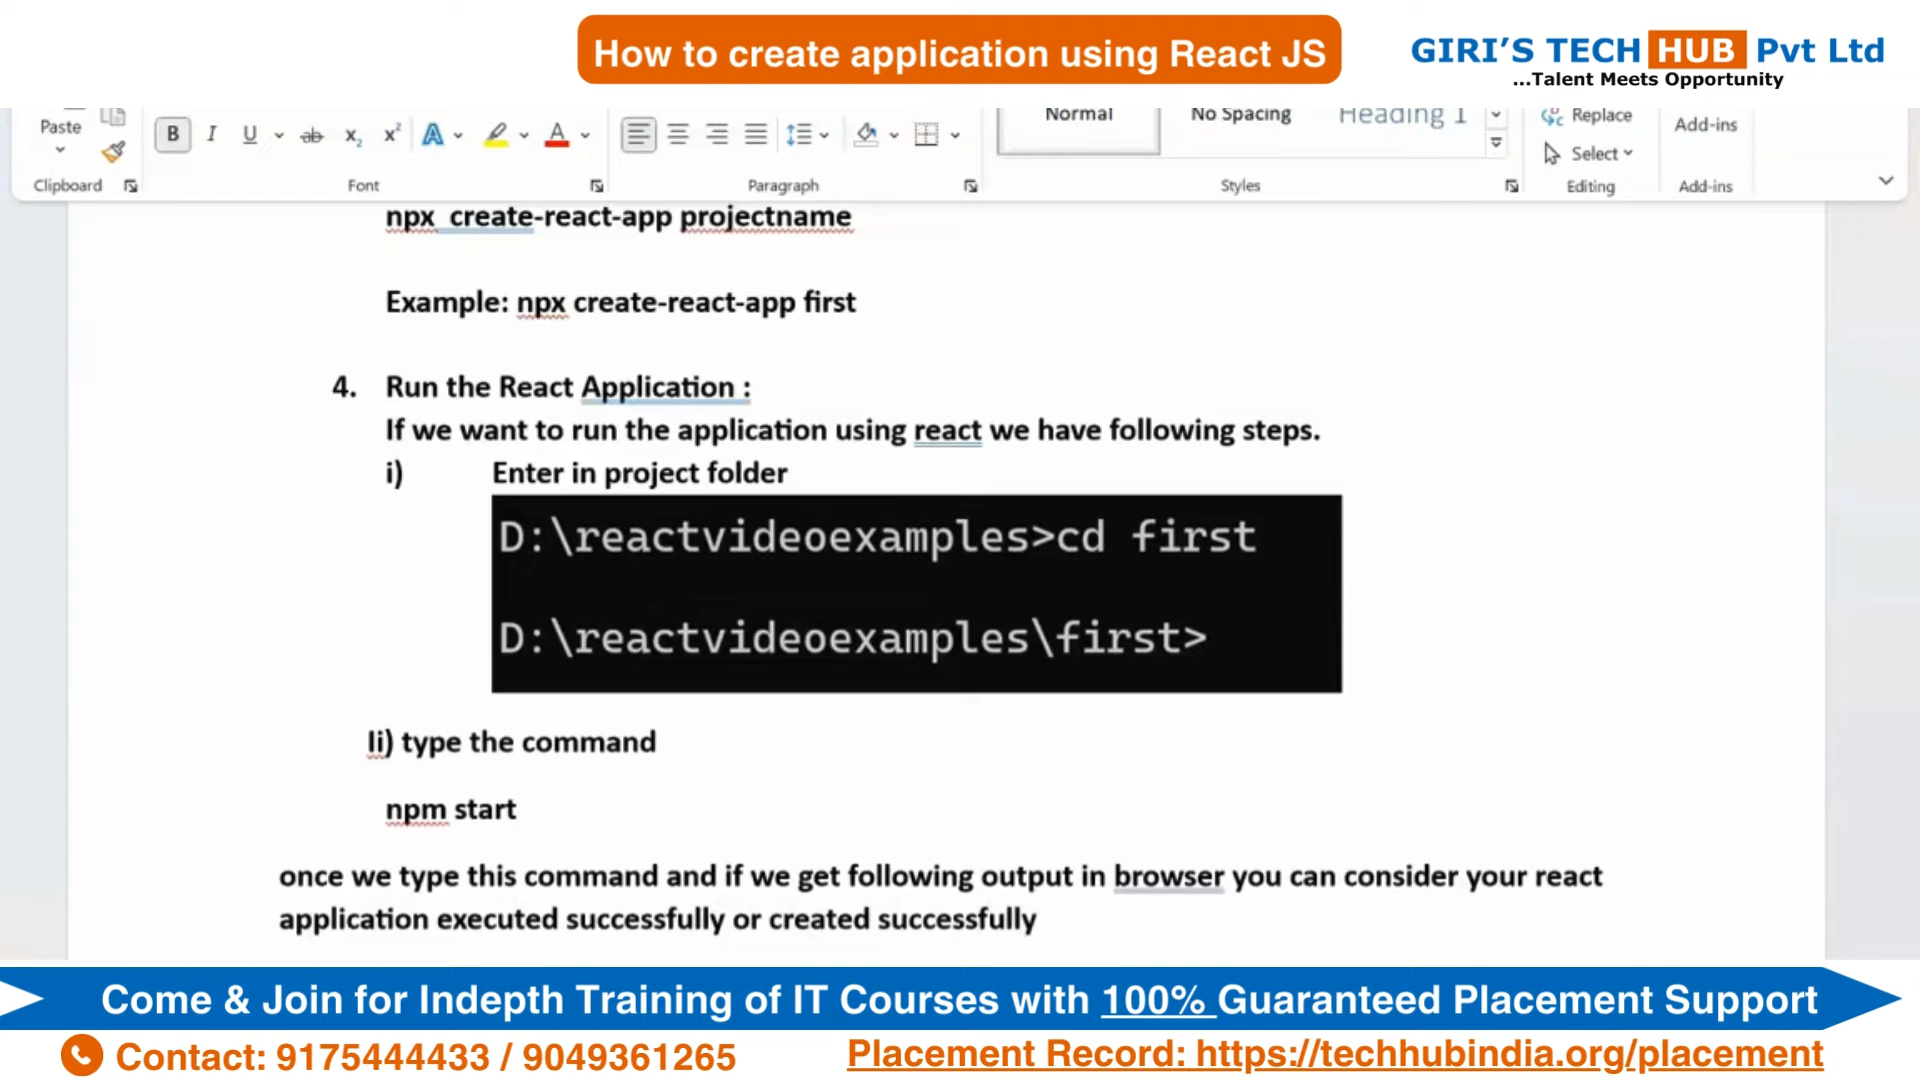 How to create application using React JS
GIRI'S TECH HUB Pvt Ltd
...Talent Meets Opportunity
Paste
B I U ab x₂ x² A A
Normal
No Spacing
Heading 1
Replace
Select
Add-ins
Clipboard
Font
Paragraph
Styles
Editing
Add-ins
npx create-react-app projectname
Example: npx create-react-app first
4. Run the React Application :
If we want to run the application using react we have following steps.
i) Enter in project folder
D:\reactvideoexamples>cd first
D:\reactvideoexamples\first>
Ii) type the command
npm start
once we type this command and if we get following output in browser you can consider your react
application executed successfully or created successfully
Come & Join for Indepth Training of IT Courses with 100% Guaranteed Placement Support
Contact: 9175444433 / 9049361265
Placement Record: https://techhubindia.org/placement